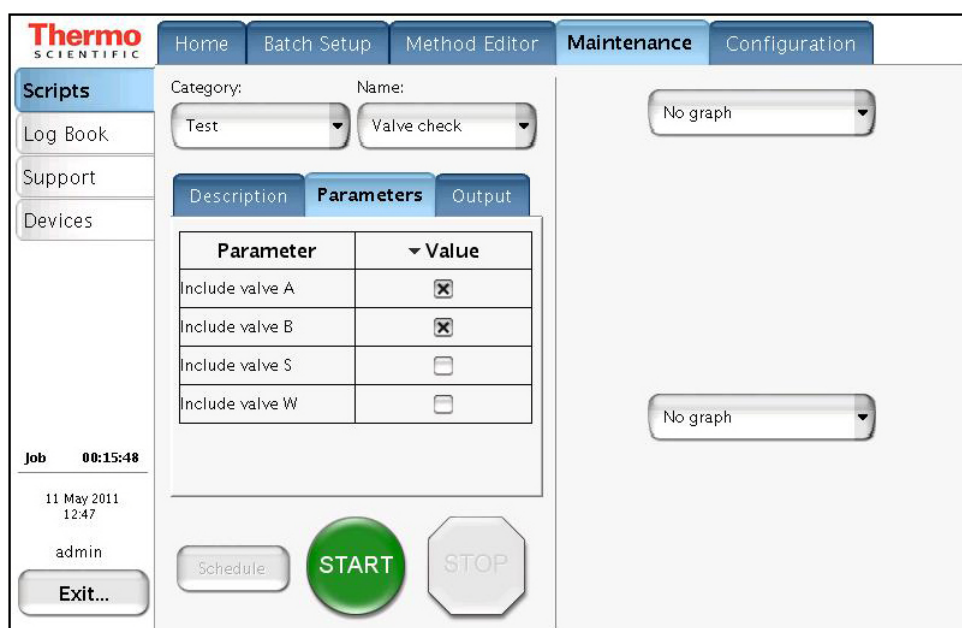 Thermo
SCIENTIFIC
Home
Batch Setup
Method Editor
Maintenance
Configuration
Scripts
Log Book
Support
Devices
Category:
Name:
Test
Valve check
No graph
Description
Parameters
Output
Parameter
Value
Include valve A
Include valve B
Include valve S
Include valve W
No graph
Job 00:15:48
11 May 2011
12:47
admin
Exit...
Schedule
START
STOP